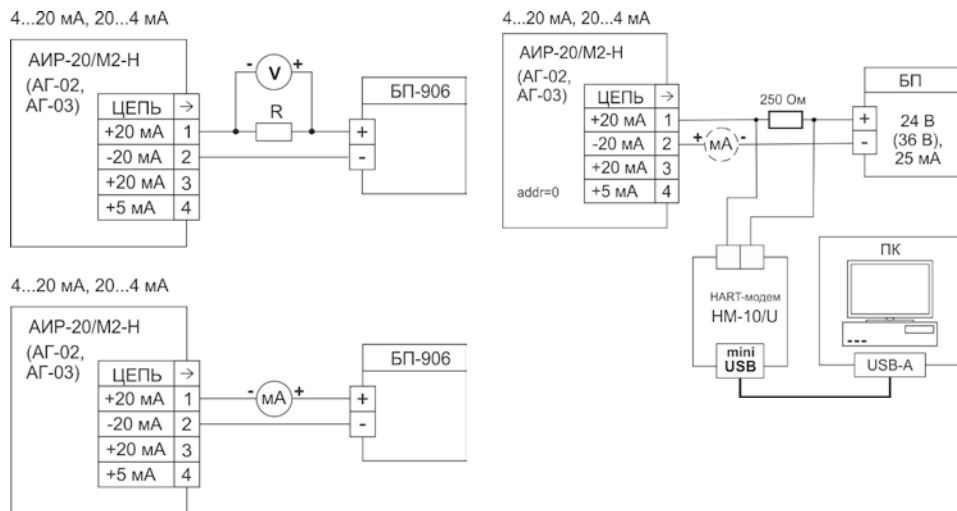 4...20 мА, 20...4 мА
АИР-20/М2-Н
(АГ-02,
АГ-03)
ЦЕПЬ →
+20 мА 1
-20 мА 2
+20 мА 3
+5 мА 4
- V +
R
БП-906
+
-
4...20 мА, 20...4 мА
АИР-20/М2-Н
(АГ-02,
АГ-03)
ЦЕПЬ →
+20 мА 1
-20 мА 2
+20 мА 3
+5 мА 4
- мА +
БП-906
+
-
4...20 мА, 20...4 мА
АИР-20/М2-Н
(АГ-02,
АГ-03)
ЦЕПЬ →
+20 мА 1
-20 мА 2
+20 мА 3
+5 мА 4
addr=0
250 Ом
+ мА -
БП
+
-
24 В
(36 В),
25 мА
HART-модем
HM-10/U
mini
USB
ПК
USB-A